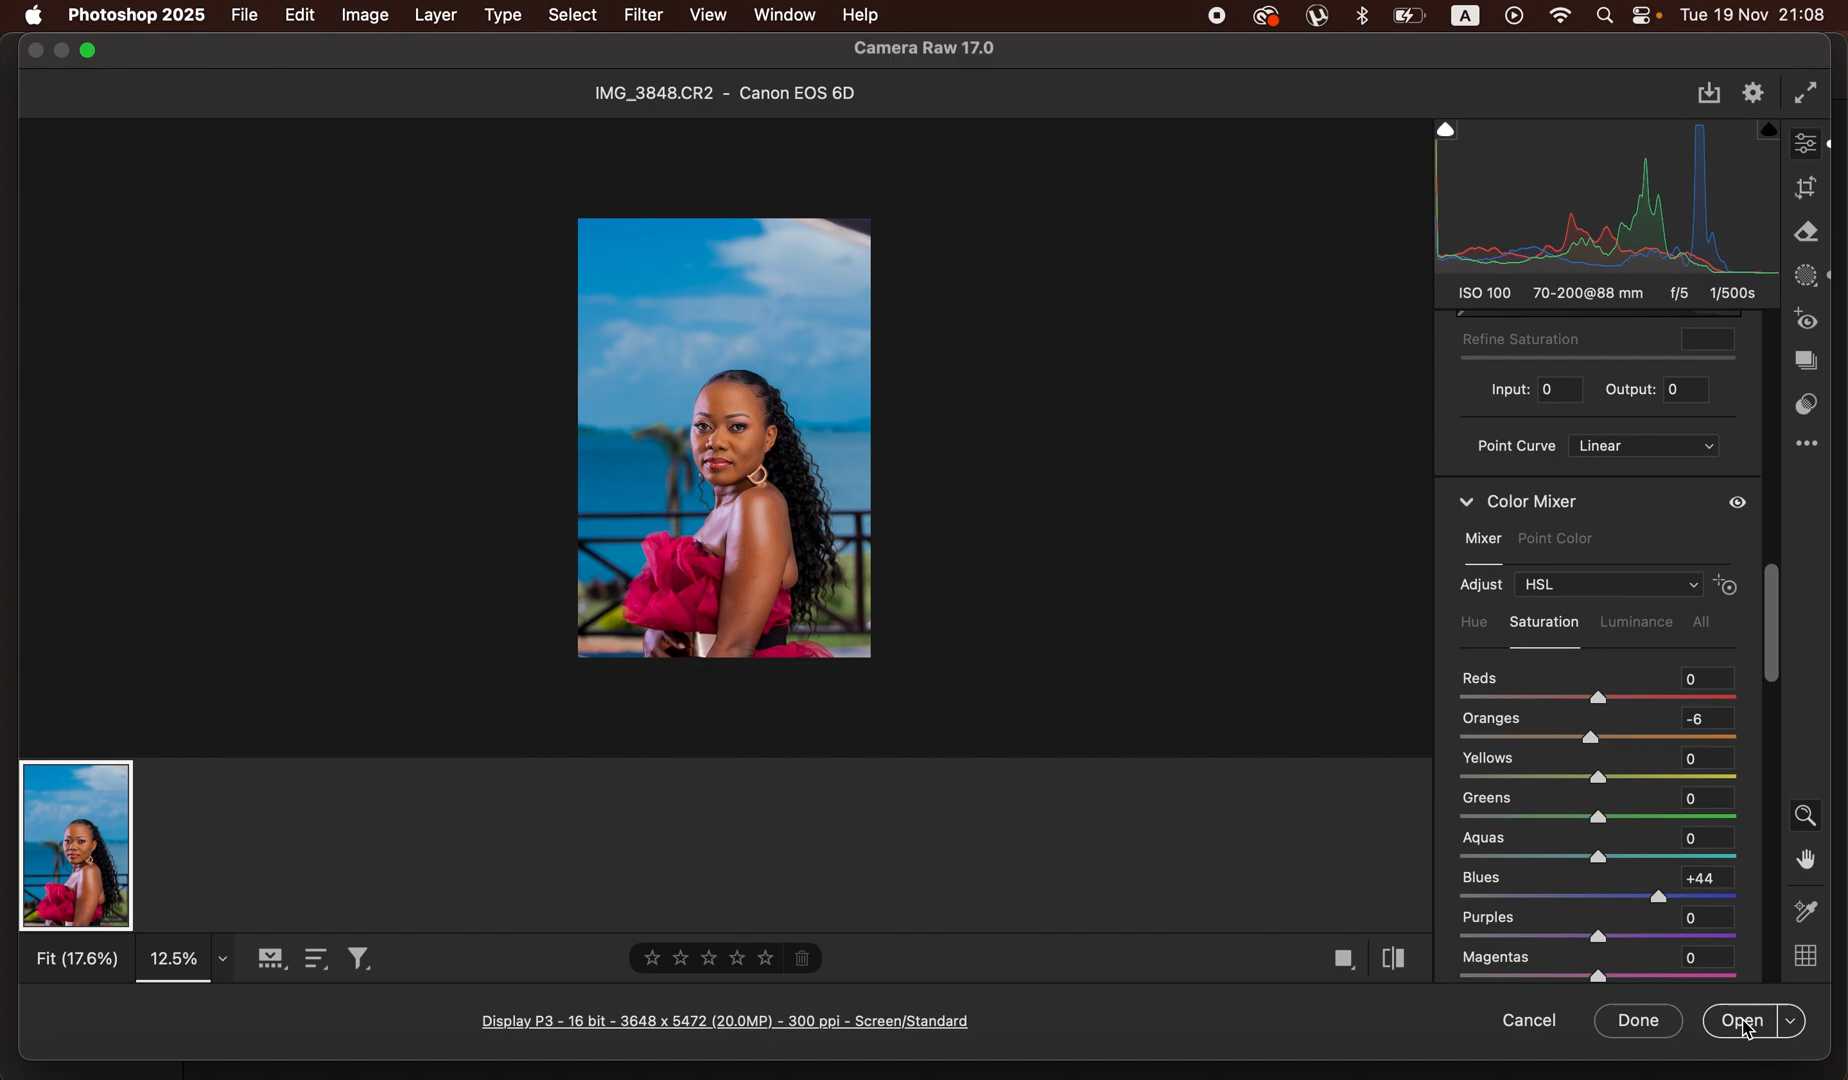 Photoshop 2025 File Edit Image Layer Type Select Filter View Window Help A Tue 19 Nov 21:08
Camera Raw 17.0
IMG_3848.CR2 - Canon EOS 6D
ISO 100 70-200@88 mm f/5 1/500s
Refine Saturation
Input: 0 Output: 0
Point Curve Linear
Color Mixer
Mixer Point Color
Adjust HSL
Hue Saturation Luminance All
Reds 0
Oranges -6
Yellows 0
Greens 0
Aquas 0
Blues +44
Purples 0
Magentas 0
Fit (17.6%) 12.5%
Display P3 - 16 bit - 3648 x 5472 (20.0MP) - 300 ppi - Screen/Standard
Cancel Done Open